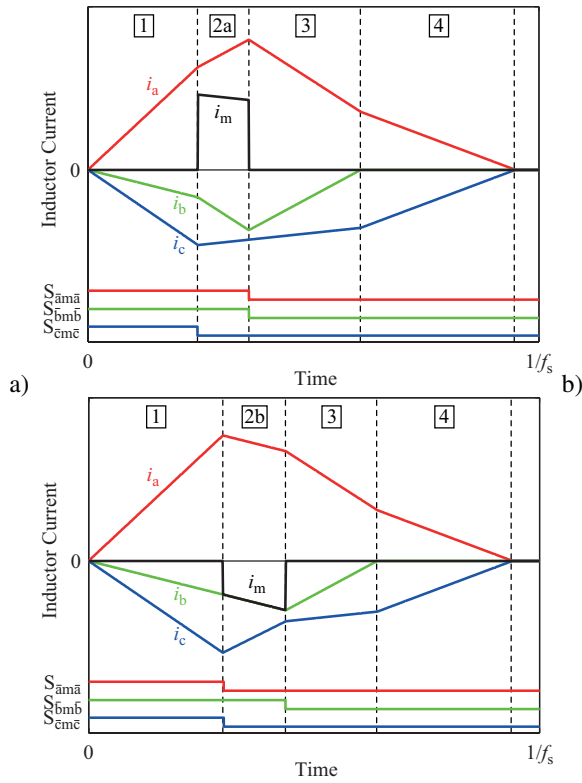 1 2a 3 4
Inductor Current
i_a
i_m
0
i_b
i_c
S_āmā
S_b̄mb̄
S_c̄mc̄
0 1/f_s
Time
a) b)
1 2b 3 4
Inductor Current
i_a
0
i_b
i_m
i_c
S_āmā
S_b̄mb̄
S_c̄mc̄
0 1/f_s
Time